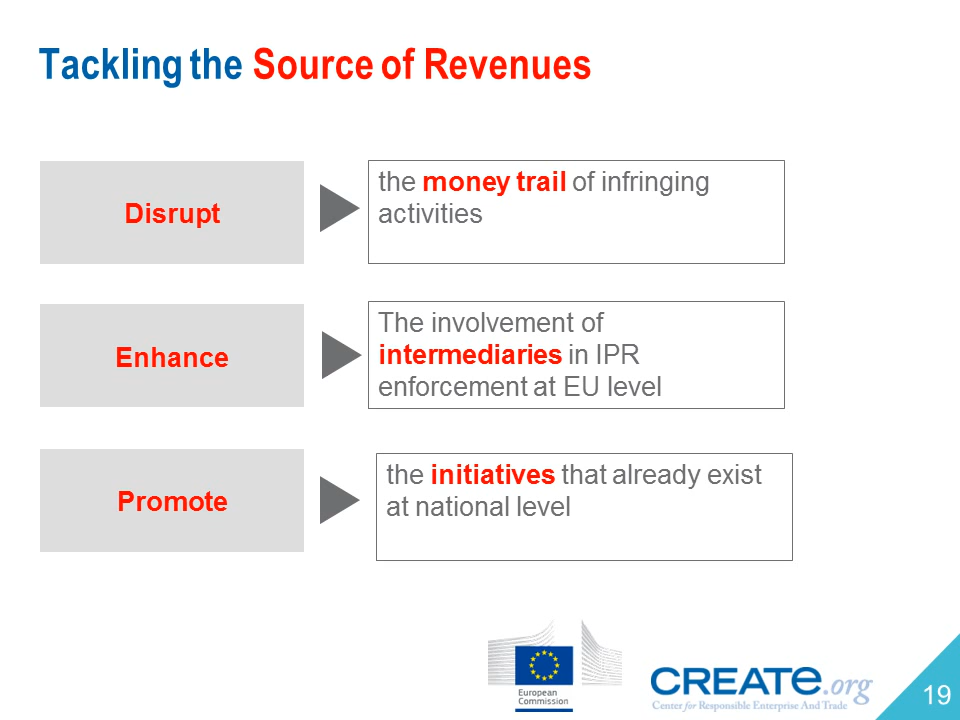 Tackling the Source of Revenues
Disrupt
the money trail of infringing
activities
Enhance
The involvement of
intermediaries in IPR
enforcement at EU level
Promote
the initiatives that already exist
at national level
European
Commission
CREATe.org
Center for Responsible Enterprise And Trade
19